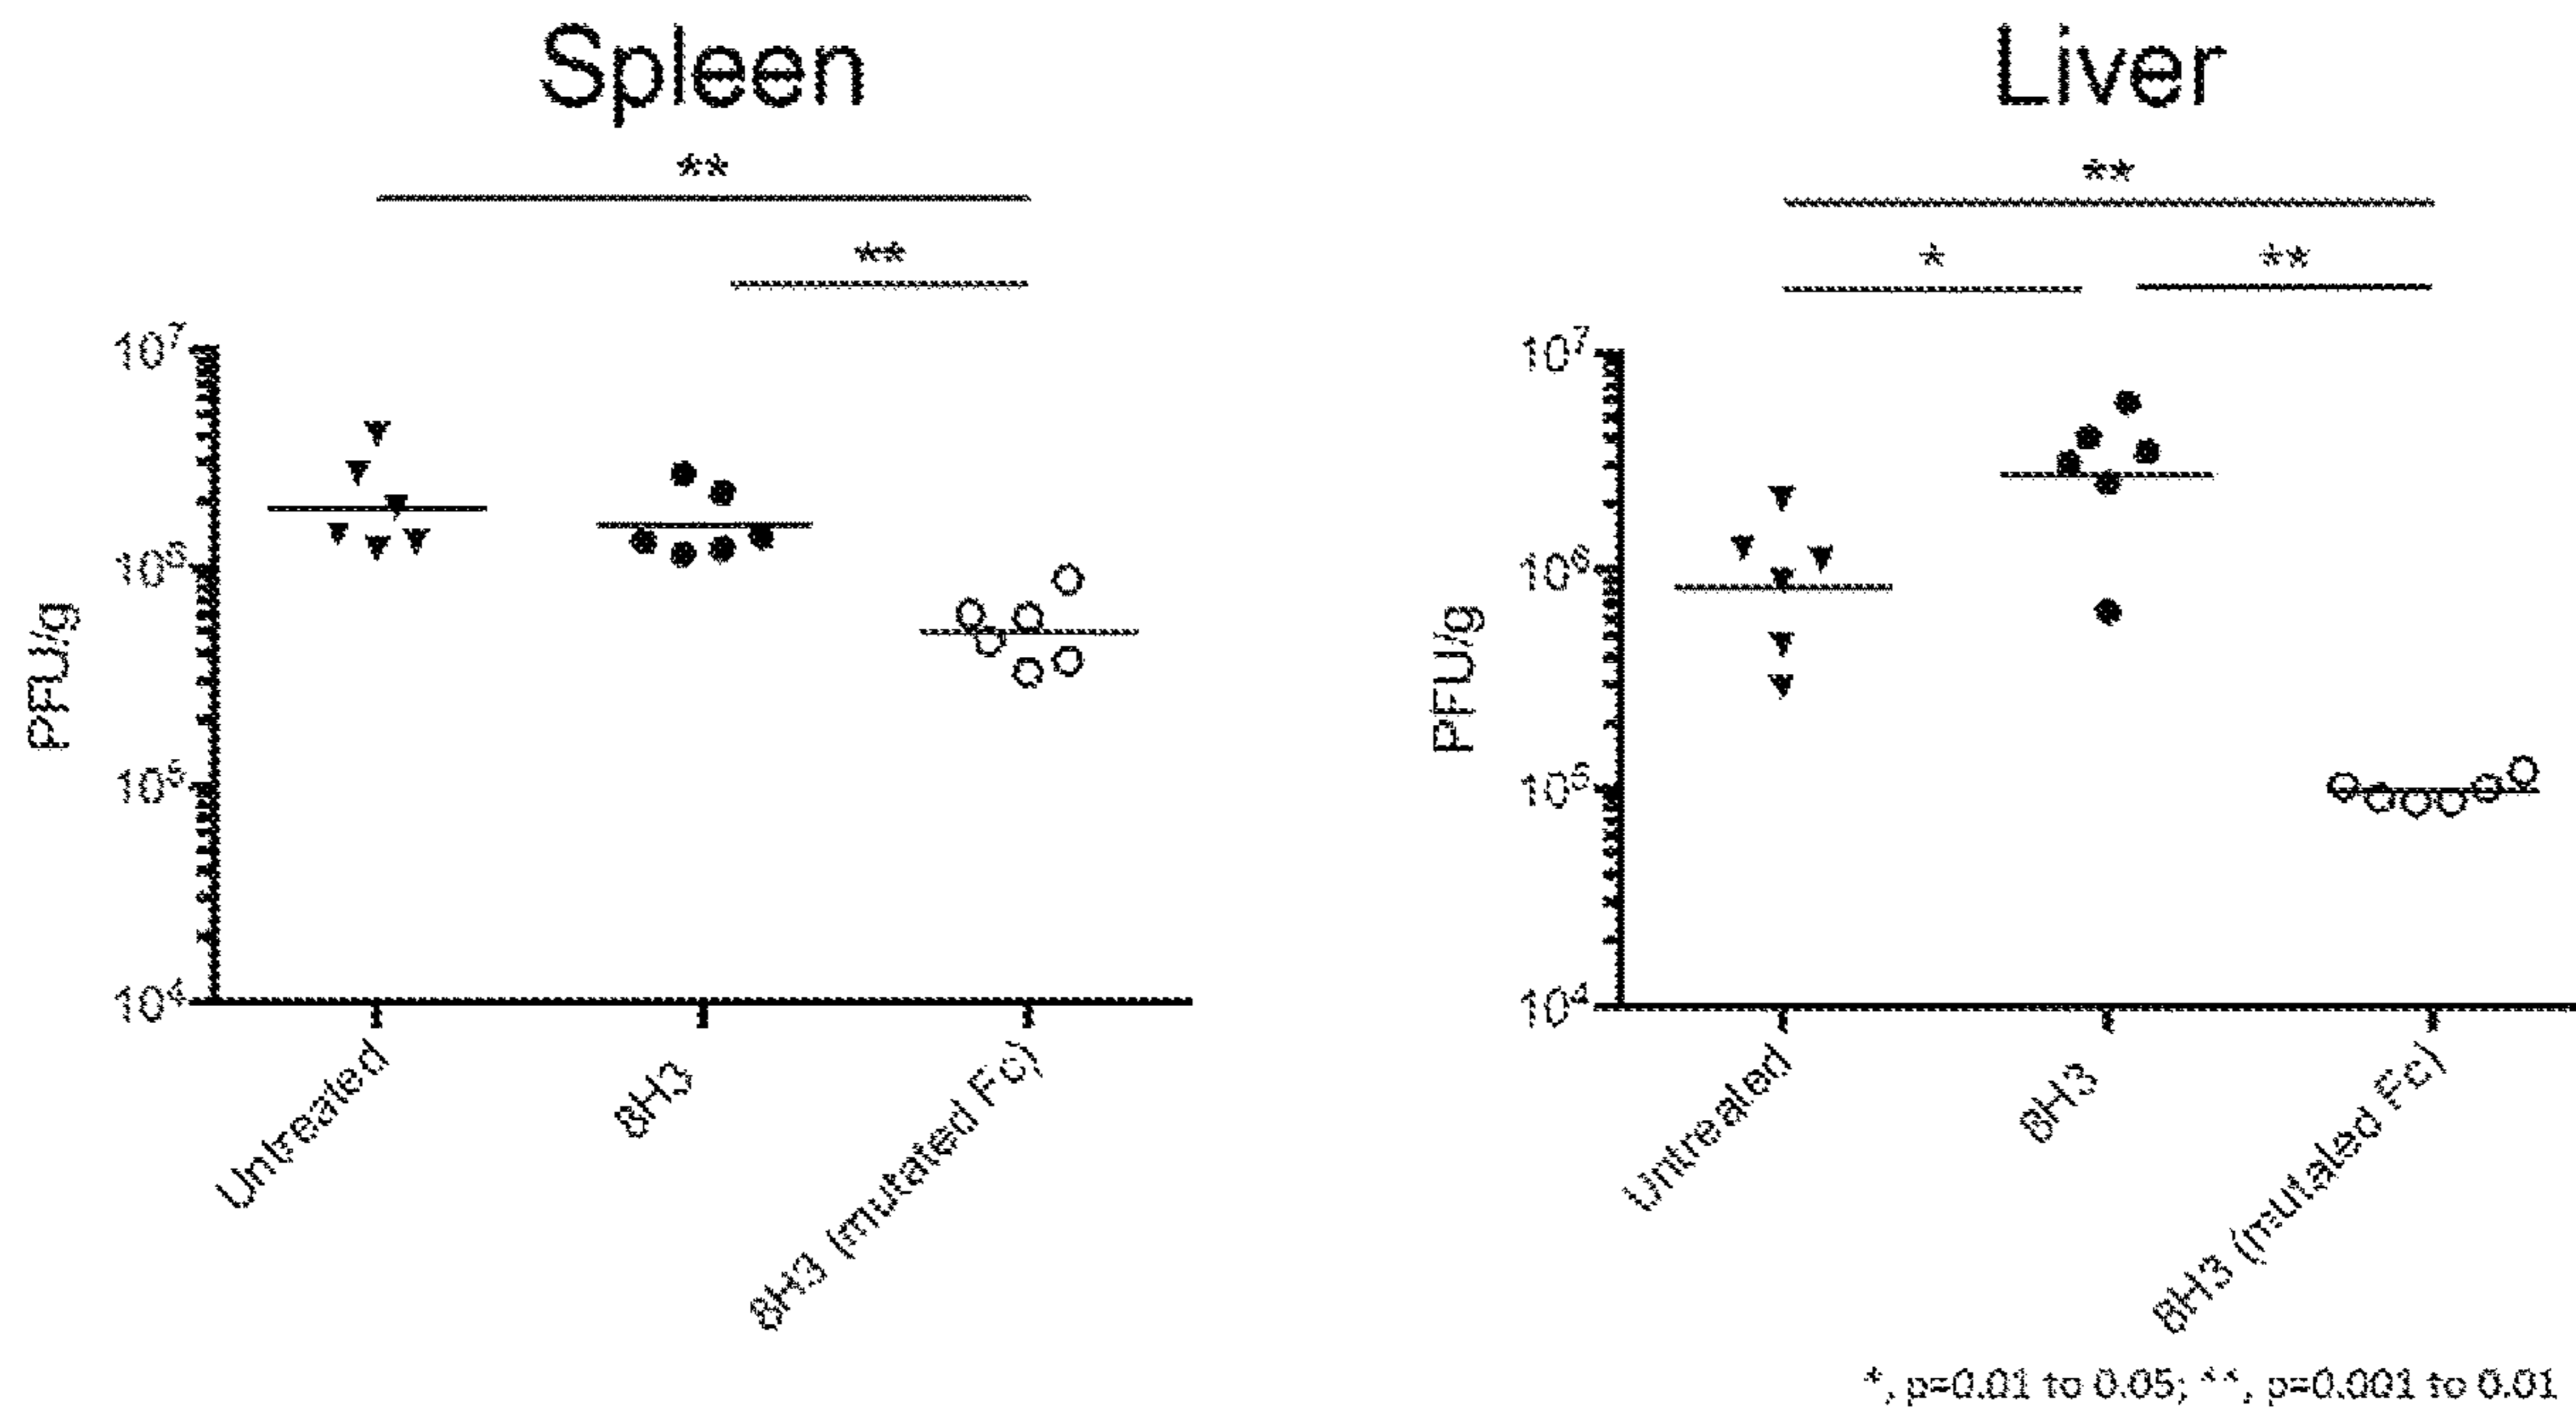 Spleen
**
**
10⁷
10⁶
10⁵
10⁴
PFU/g
Untreated
8H3
8H3 (mutated Fc)
Liver
**
*
**
10⁷
10⁶
10⁵
10⁴
PFU/g
Untreated
8H3
8H3 (mutated Fc)
*, p=0.01 to 0.05; **, p=0.001 to 0.01